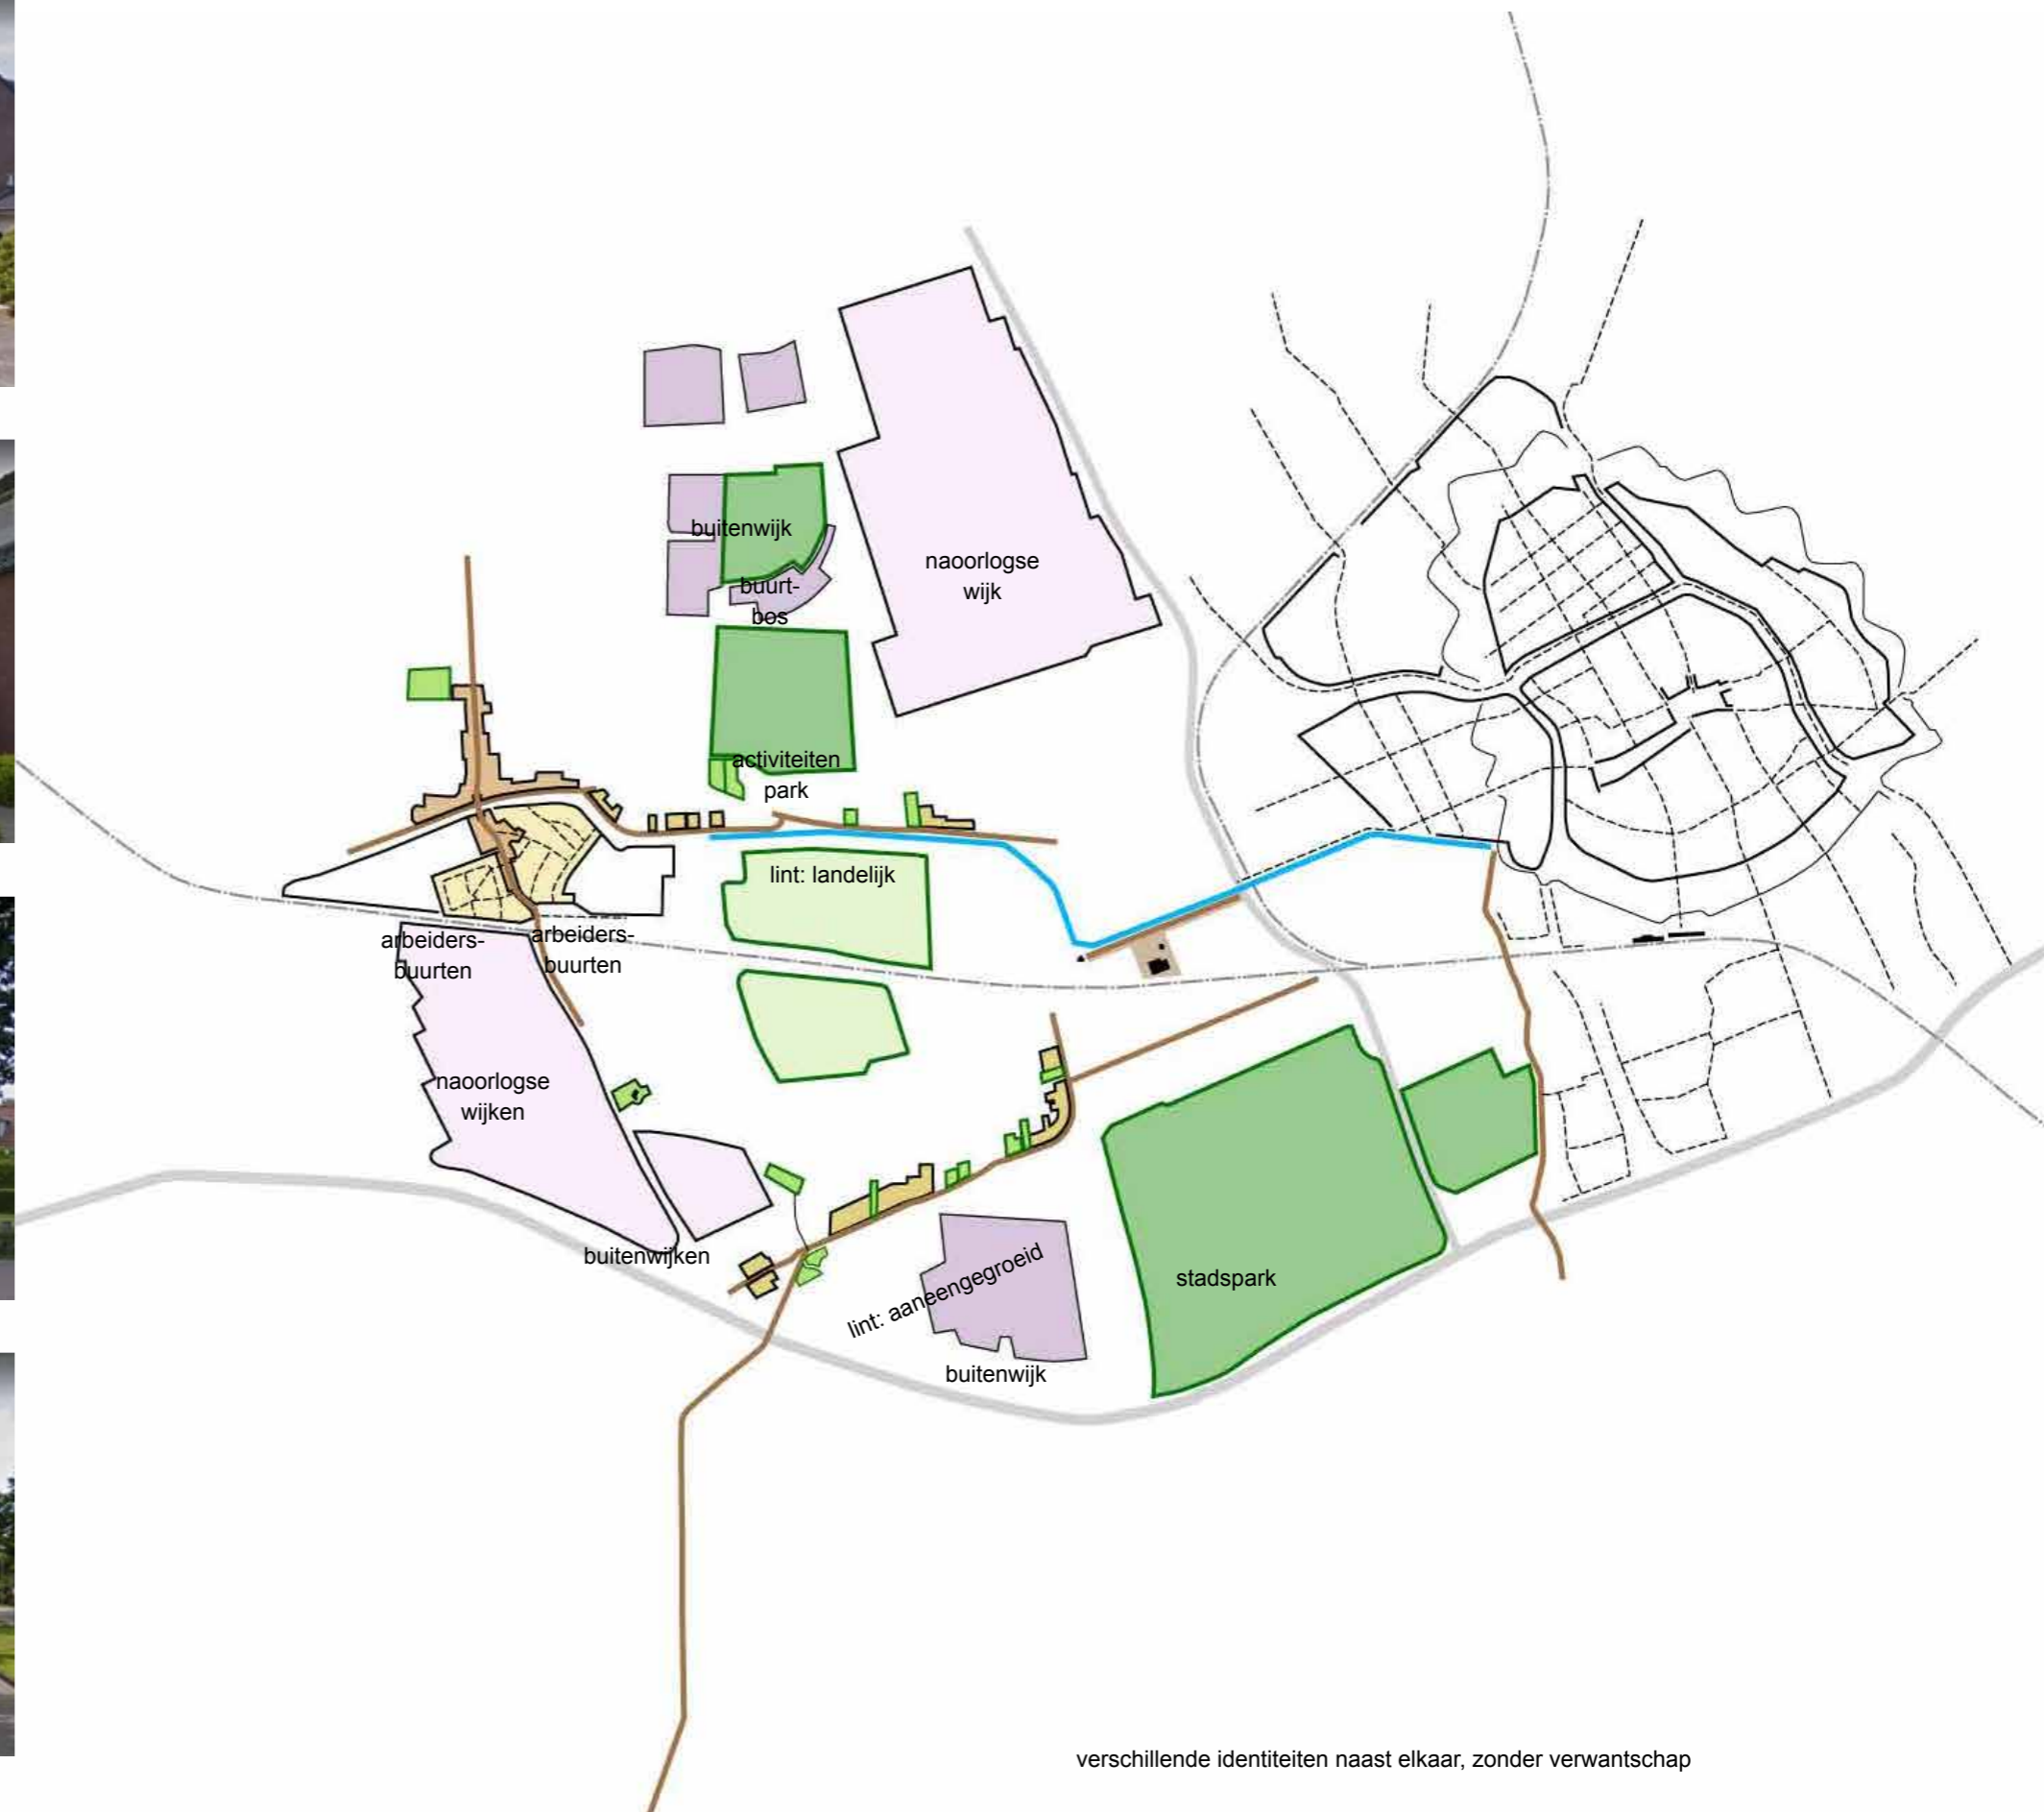 buitenwijk
naoorlogse
wijk
buurt-
bos
activiteiten
park
lint: landelijk
arbeiders-
buurten
arbeiders-
buurten
naoorlogse
wijken
buitenwijken
lint: aaneengegroeid
stadspark
buitenwijk
verschillende identiteiten naast elkaar, zonder verwantschap